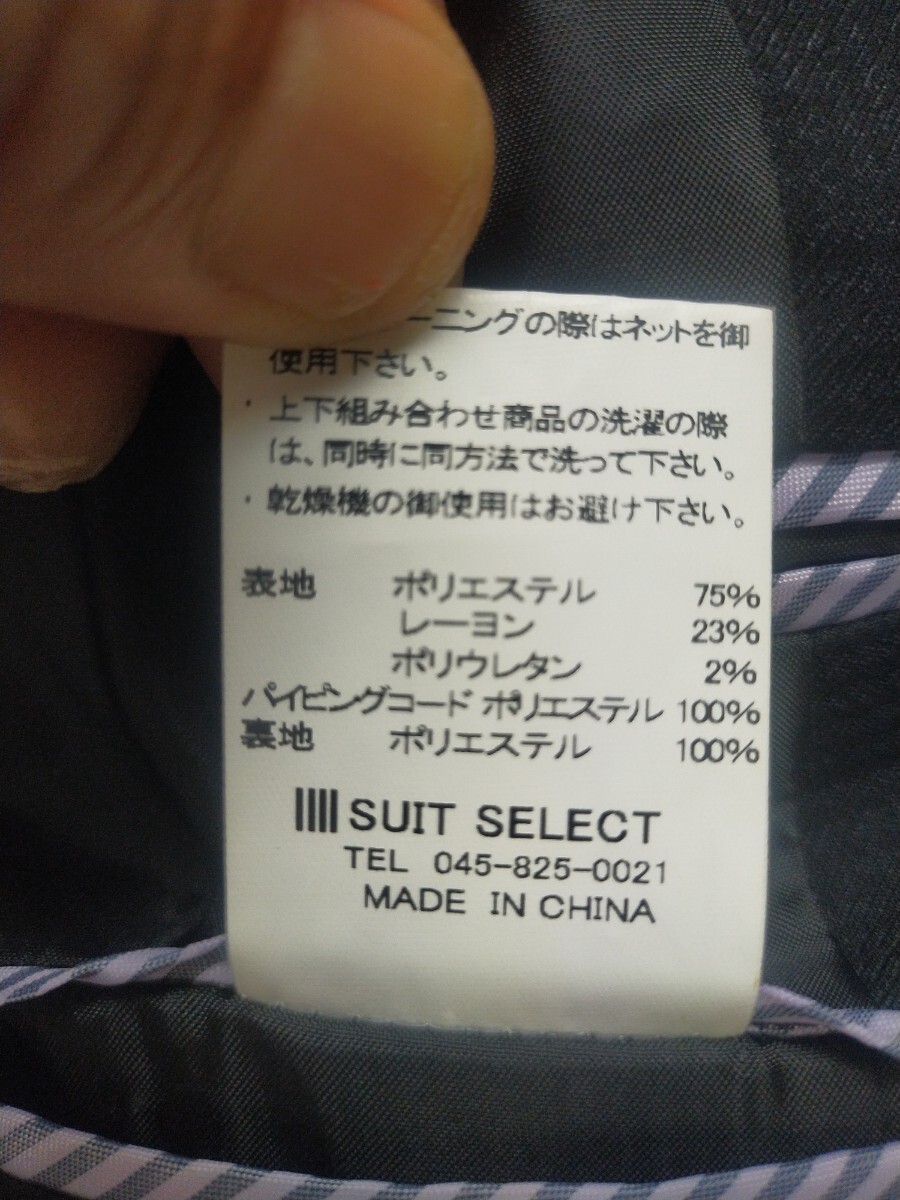 ーニングの際はネットを御
使用下さい。
・上下組み合わせ商品の洗濯の際
は、同時に同方法で洗って下さい。
・乾燥機の御使用はお避け下さい。
表地 ポリエステル 75%
レーヨン 23%
ポリウレタン 2%
パイピングコード ポリエステル 100%
裏地 ポリエステル 100%
SUIT SELECT
TEL 045-825-0021
MADE IN CHINA